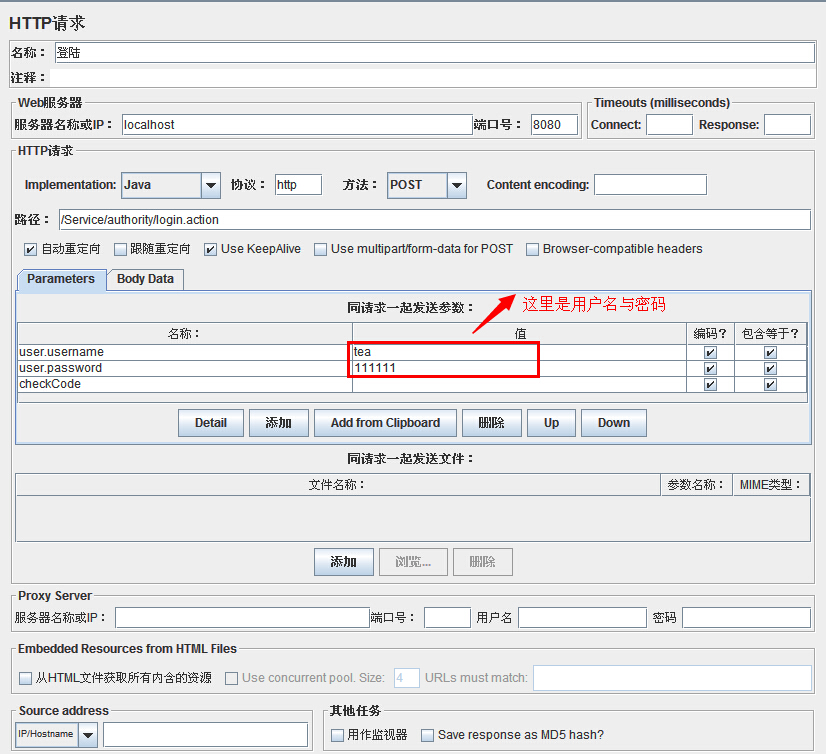 HTTP请求
名称： 登陆
注释：
Web服务器 Timeouts (milliseconds)
服务器名称或IP： localhost 端口号： 8080 Connect: Response:
HTTP请求
Implementation: Java 协议： http 方法： POST Content encoding:
路径： /Service/authority/login.action
自动重定向 跟随重定向 Use KeepAlive Use multipart/form-data for POST Browser-compatible headers
Parameters Body Data
同请求一起发送参数： 这里是用户名与密码
名称： 值 编码? 包含等于?
user.username tea
user.password 111111
checkCode
Detail 添加 Add from Clipboard 删除 Up Down
同请求一起发送文件：
文件名称： 参数名称： MIME类型：
添加 浏览... 删除
Proxy Server
服务器名称或IP： 端口号： 用户名 密码
Embedded Resources from HTML Files
从HTML文件获取所有内含的资源 Use concurrent pool. Size: 4 URLs must match:
Source address 其他任务
IP/Hostname 用作监视器 Save response as MD5 hash?